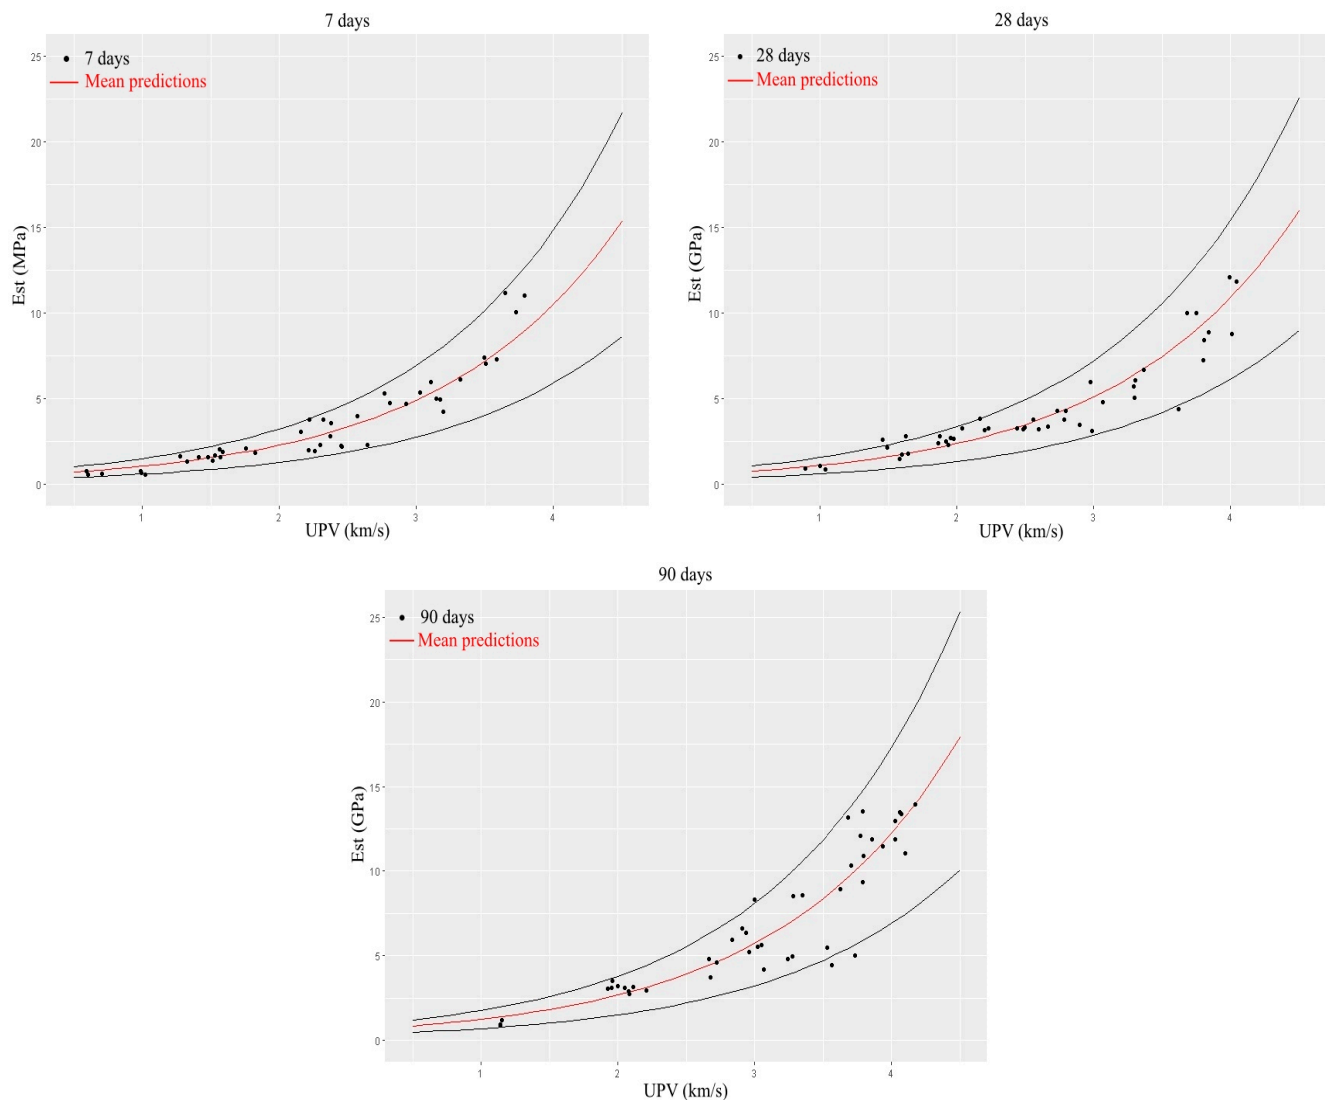 7 days
7 days
Mean predictions
25
20
15
10
5
0
Est (MPa)
1 2 3 4
UPV (km/s)
28 days
28 days
Mean predictions
25
20
15
10
5
0
Est (GPa)
1 2 3 4
UPV (km/s)
90 days
90 days
Mean predictions
25
20
15
10
5
0
Est (GPa)
1 2 3 4
UPV (km/s)